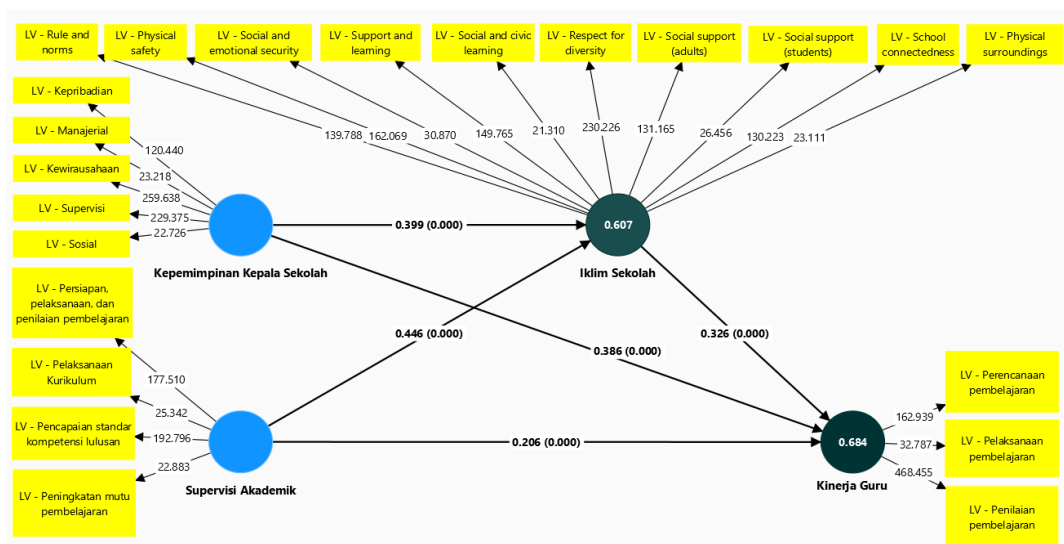 LV - Rule and
norms
LV - Physical
safety
LV - Social and
emotional security
LV - Support and
learning
LV - Social and civic
learning
LV - Respect for
diversity
LV - Social support
(adults)
LV - Social support
(students)
LV - School
connectedness
LV - Physical
surroundings
139.788
162.069
30.870
149.765
21.310
230.226
131.165
26.456
130.223
23.111
LV - Kepribadian
LV - Manajerial
LV - Kewirausahaan
LV - Supervisi
LV - Sosial
120.440
23.218
259.638
229.375
22.726
Kepemimpinan Kepala Sekolah
0.399 (0.000)
0.607
Iklim Sekolah
LV - Persiapan,
pelaksanaan, dan
penilaian pembelajaran
LV - Pelaksanaan
Kurikulum
LV - Pencapaian standar
kompetensi lulusan
LV - Peningkatan mutu
pembelajaran
177.510
25.342
192.796
22.883
Supervisi Akademik
0.446 (0.000)
0.386 (0.000)
0.326 (0.000)
0.206 (0.000)
0.684
Kinerja Guru
162.939
32.787
468.455
LV - Perencanaan
pembelajaran
LV - Pelaksanaan
pembelajaran
LV - Penilaian
pembelajaran